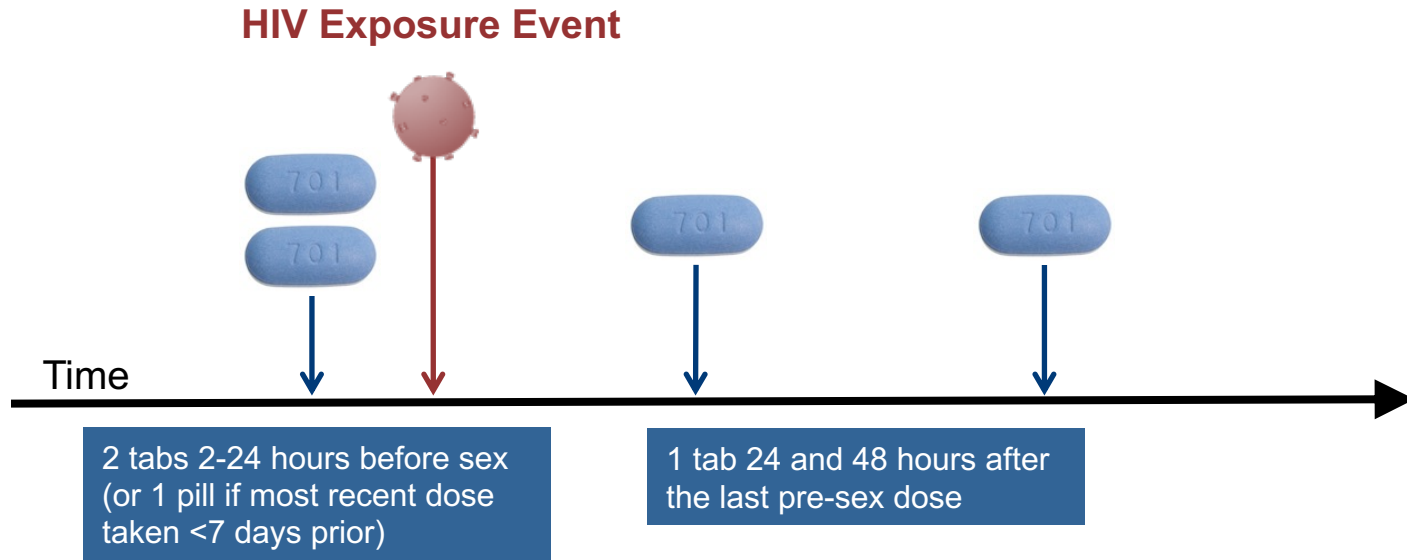 HIV Exposure Event
701
701
701
701
Time
2 tabs 2-24 hours before sex
(or 1 pill if most recent dose
taken <7 days prior)
1 tab 24 and 48 hours after
the last pre-sex dose